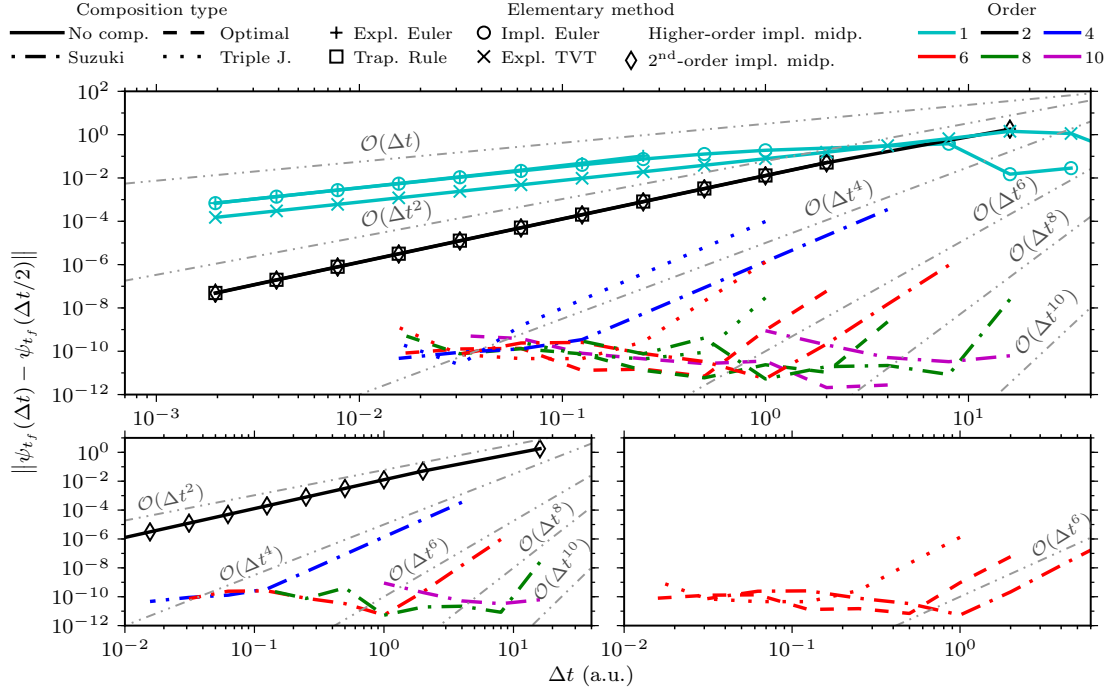 Composition type Elementary method Order
No comp. Optimal Expl. Euler Impl. Euler Higher-order impl. midp. 1 2 4
Suzuki Triple J. Trap. Rule Expl. TVT 2nd-order impl. midp. 6 8 10
10^2
10^0
10^−2
10^−4
10^−6
10^−8
10^−10
10^−12
O(Δt)
O(Δt^2)
O(Δt^4)
O(Δt^6)
O(Δt^8)
O(Δt^10)
10^−3 10^−2 10^−1 10^0 10^1
||ψ_{t_f}(Δt) − ψ_{t_f}(Δt/2)||
10^0
10^−2
10^−4
10^−6
10^−8
10^−10
10^−12
O(Δt^2)
O(Δt^4)
O(Δt^6)
O(Δt^8)
O(Δt^10)
10^−2 10^−1 10^0 10^1
O(Δt^6)
10^−2 10^−1 10^0
Δt (a.u.)